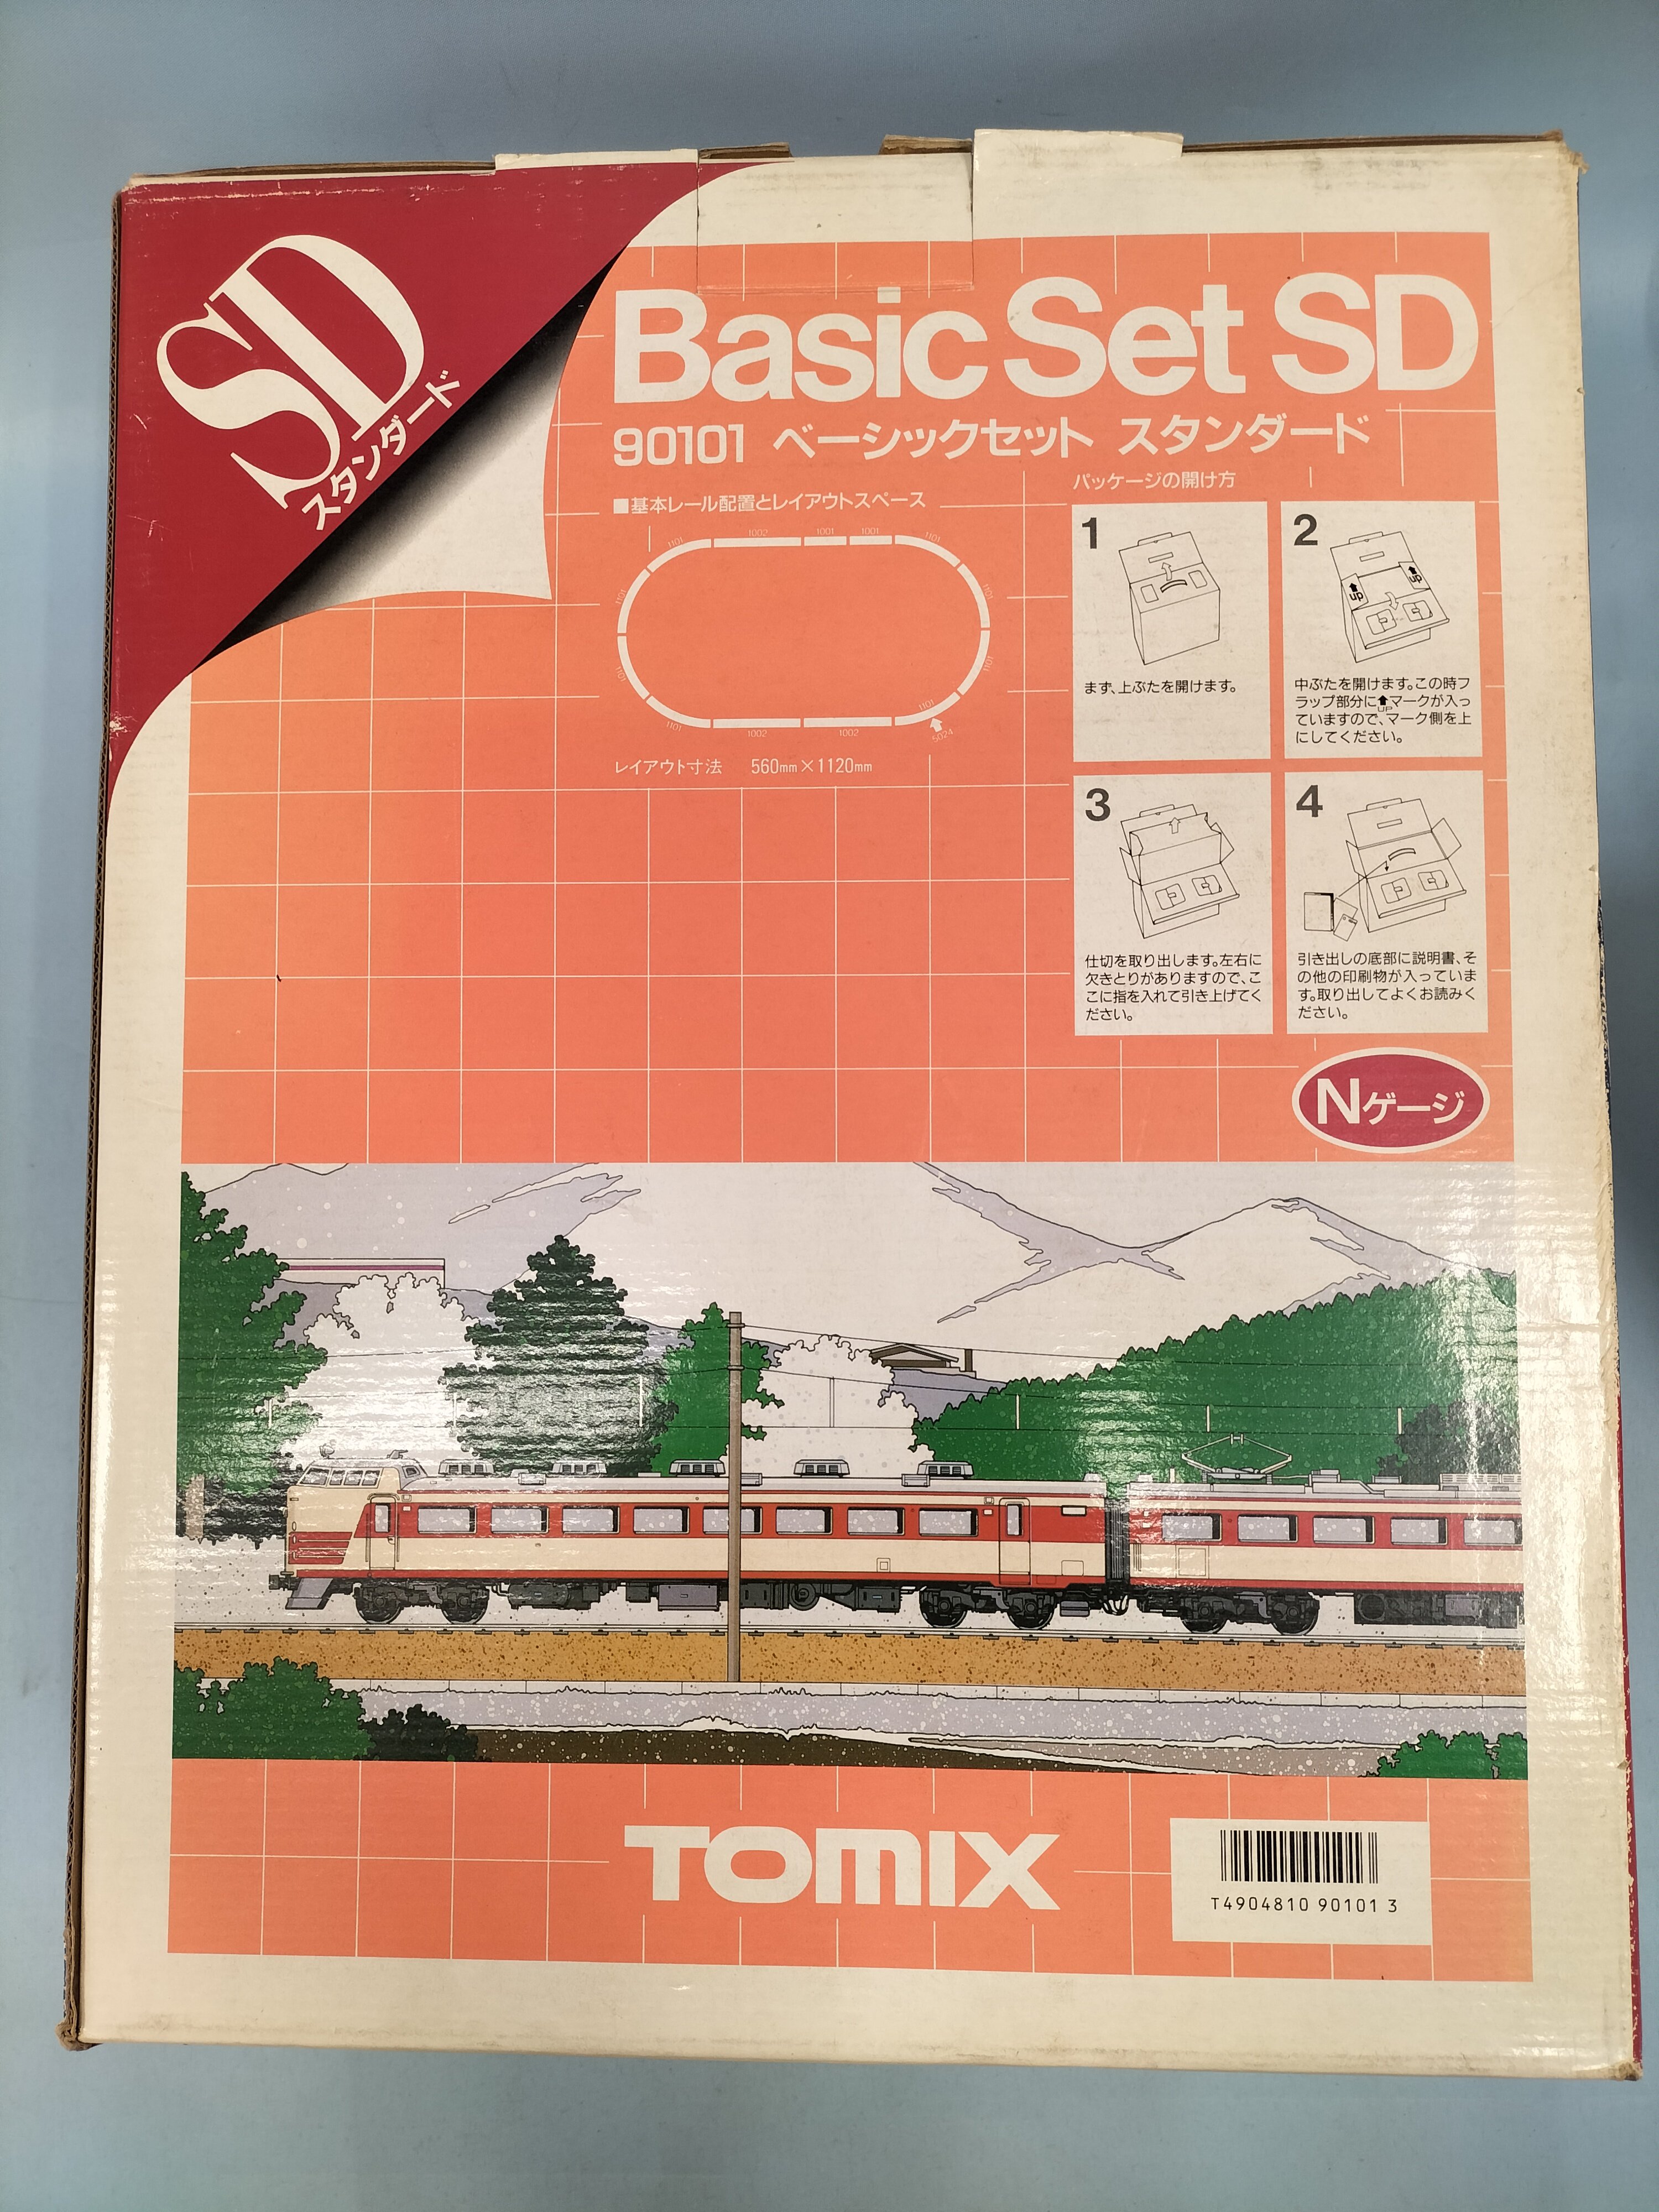 SD
スタンダード
Basic Set SD
90101 ベーシックセット スタンダード
■基本レール配置とレイアウトスペース
1101 1002 1001 1001 1101
1101 1101
1101 1101
1101 1002 1002 1101
5024
レイアウト寸法 560mm×1120mm
パッケージの開け方
1
まず、上ぶたを開けます。
2
up up
中ぶたを開けます。この時フ
ラップ部分に⬆マークが入っ
UP
ていますので、マーク側を上
にしてください。
3
仕切を取り出します。左右に
欠きとりがありますので、こ
こに指を入れて引き上げてく
ださい。
4
引き出しの底部に説明書、そ
の他の印刷物が入っていま
す。取り出してよくお読みく
ださい。
Nゲージ
TOMIX
T4904810 90101 3